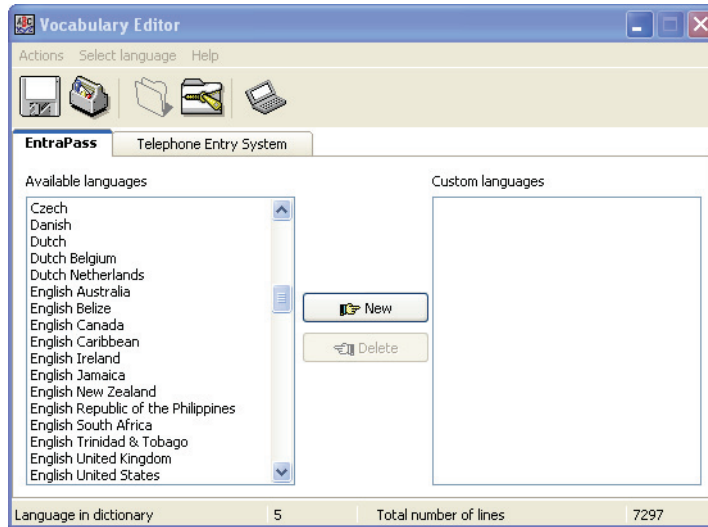 Vocabulary Editor
Actions Select language Help
EntraPass Telephone Entry System
Available languages Custom languages
Czech
Danish
Dutch
Dutch Belgium
Dutch Netherlands
English Australia
English Belize
English Canada
English Caribbean
English Ireland
English Jamaica
English New Zealand
English Republic of the Philippines
English South Africa
English Trinidad & Tobago
English United Kingdom
English United States
New
Delete
Language in dictionary 5 Total number of lines 7297